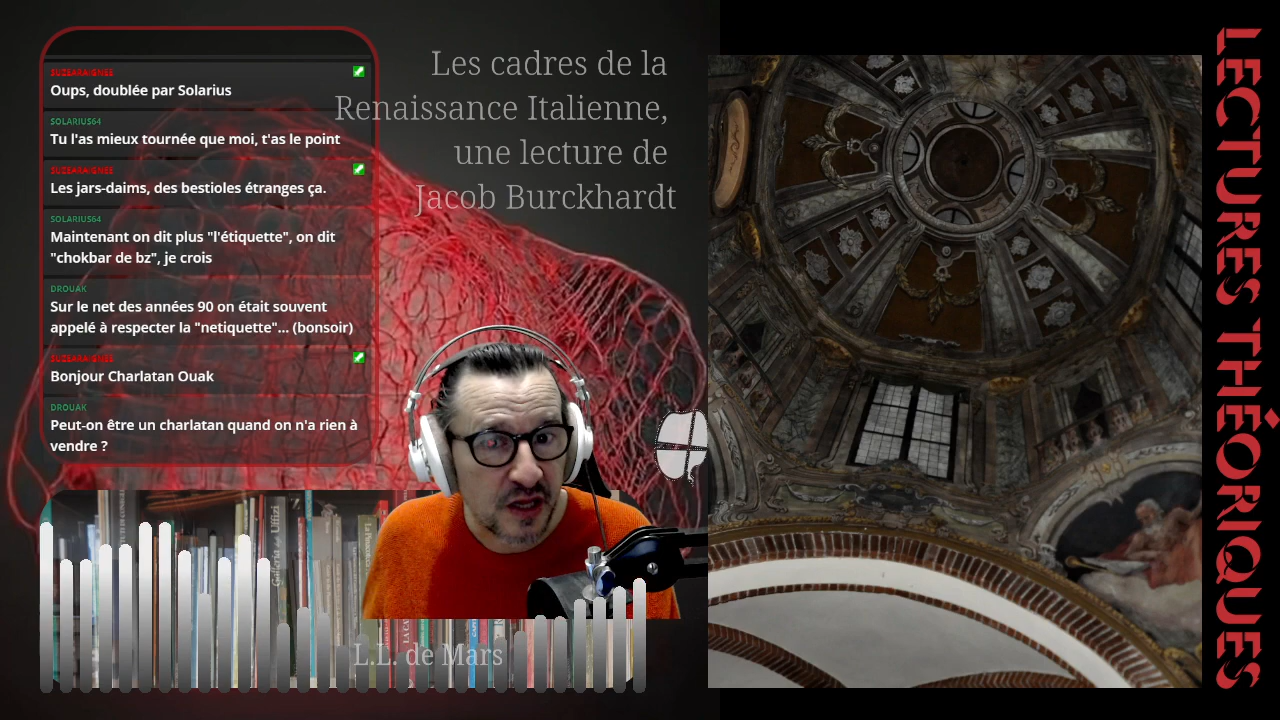 SUZEARAIGNEE
Oups, doublée par Solarius
SOLARIUS64
Tu l'as mieux tournée que moi, t'as le point
SUZEARAIGNEE
Les jars-daims, des bestioles étranges ça.
SOLARIUS64
Maintenant on dit plus "l'étiquette", on dit
"chokbar de bz", je crois
DROUAK
Sur le net des années 90 on était souvent
appelé à respecter la "netiquette"... (bonsoir)
SUZEARAIGNEE
Bonjour Charlatan Ouak
DROUAK
Peut-on être un charlatan quand on n'a rien à
vendre ?
Les cadres de la
Renaissance Italienne,
une lecture de
Jacob Burckhardt
Uffizi
L.L. de Mars
LECTURES THÉORIQUES